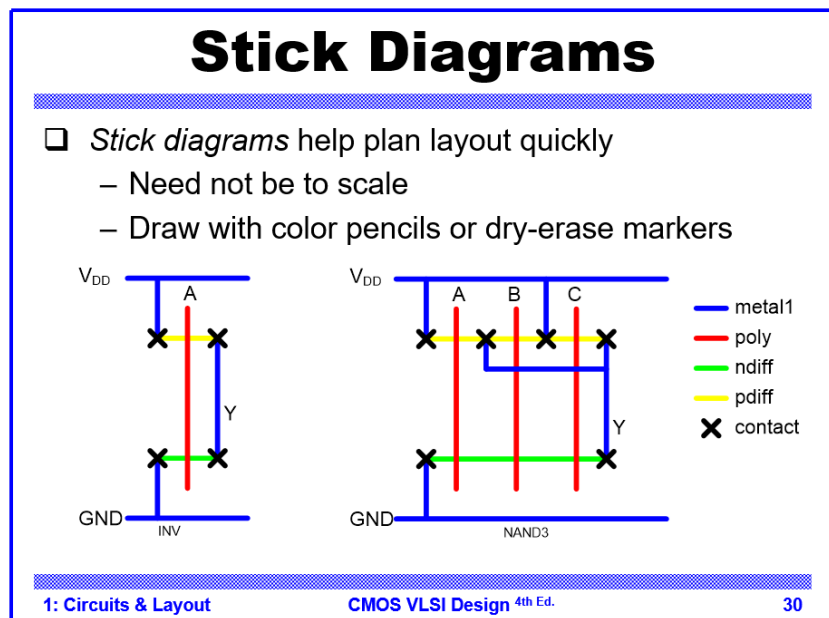 Stick Diagrams
❑ Stick diagrams help plan layout quickly
– Need not be to scale
– Draw with color pencils or dry-erase markers
VDD
A
Y
GND
INV
VDD
A B C
Y
GND
NAND3
metal1
poly
ndiff
pdiff
contact
1: Circuits & Layout CMOS VLSI Design 4th Ed. 30